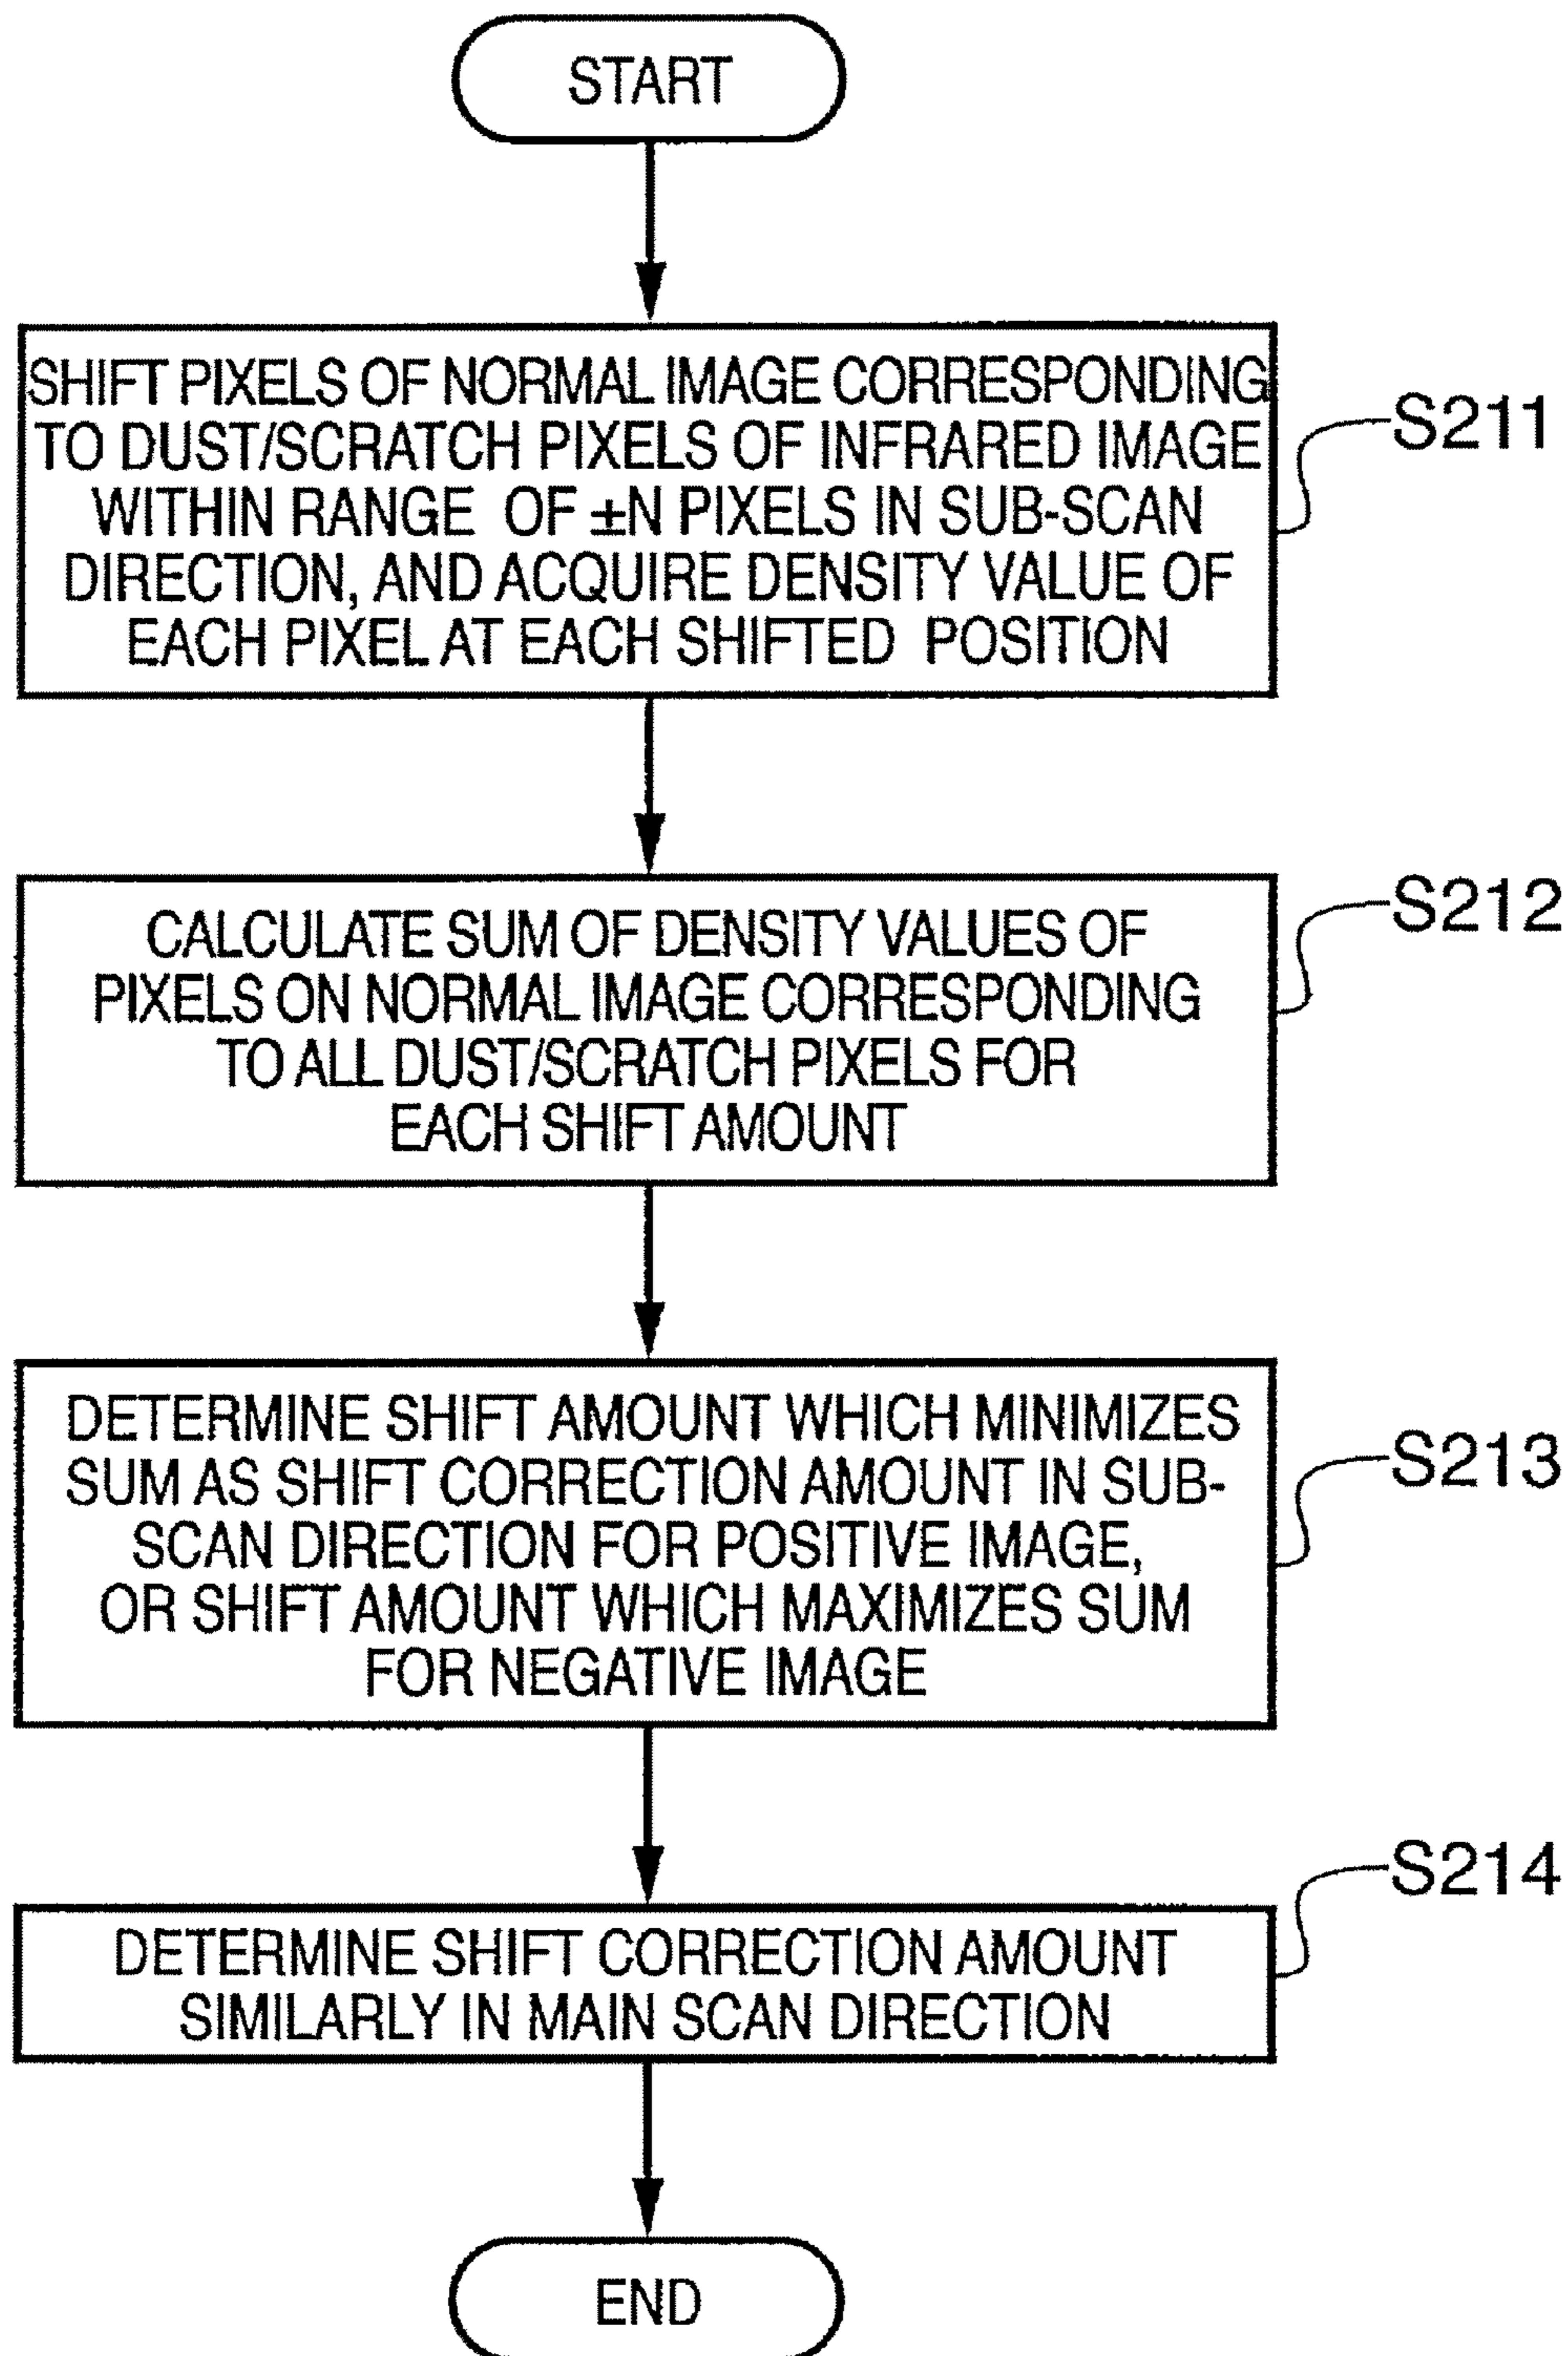 START
SHIFT PIXELS OF NORMAL IMAGE CORRESPONDING
TO DUST/SCRATCH PIXELS OF INFRARED IMAGE
WITHIN RANGE OF ±N PIXELS IN SUB-SCAN
DIRECTION, AND ACQUIRE DENSITY VALUE OF
EACH PIXEL AT EACH SHIFTED POSITION
S211
CALCULATE SUM OF DENSITY VALUES OF
PIXELS ON NORMAL IMAGE CORRESPONDING
TO ALL DUST/SCRATCH PIXELS FOR
EACH SHIFT AMOUNT
S212
DETERMINE SHIFT AMOUNT WHICH MINIMIZES
SUM AS SHIFT CORRECTION AMOUNT IN SUB-
SCAN DIRECTION FOR POSITIVE IMAGE,
OR SHIFT AMOUNT WHICH MAXIMIZES SUM
FOR NEGATIVE IMAGE
S213
DETERMINE SHIFT CORRECTION AMOUNT
SIMILARLY IN MAIN SCAN DIRECTION
S214
END